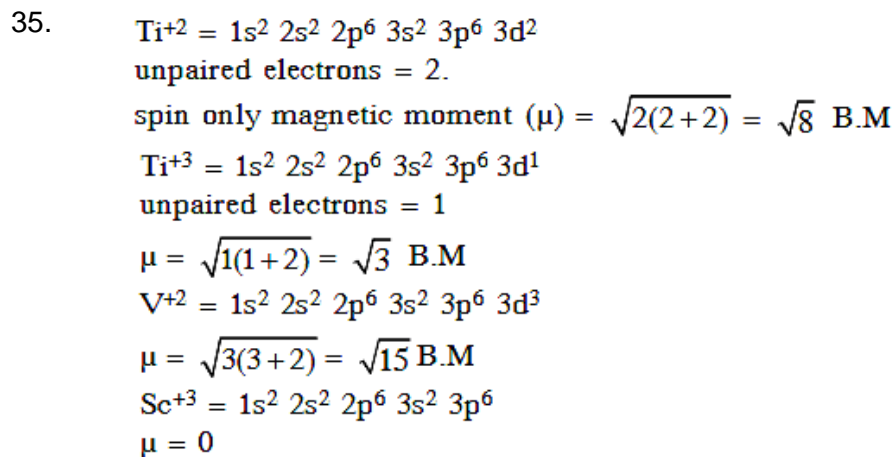 35. Ti⁺² = 1s² 2s² 2p⁶ 3s² 3p⁶ 3d²
unpaired electrons = 2.
spin only magnetic moment (μ) = √2(2+2) = √8 B.M
Ti⁺³ = 1s² 2s² 2p⁶ 3s² 3p⁶ 3d¹
unpaired electrons = 1
μ = √1(1+2) = √3 B.M
V⁺² = 1s² 2s² 2p⁶ 3s² 3p⁶ 3d³
μ = √3(3+2) = √15 B.M
Sc⁺³ = 1s² 2s² 2p⁶ 3s² 3p⁶
μ = 0